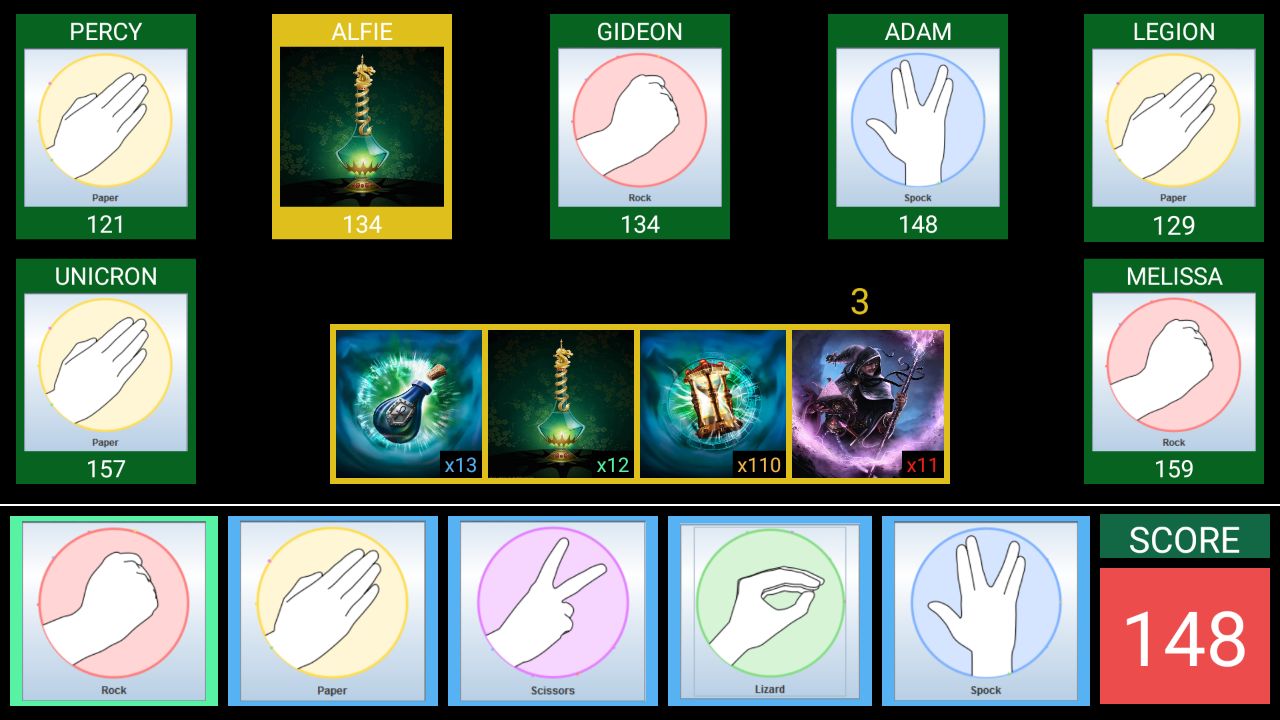 PERCY
Paper
121
ALFIE
134
GIDEON
Rock
134
ADAM
Spock
148
LEGION
Paper
129
UNICRON
Paper
157
3
x13
x12
x110
x11
MELISSA
Rock
159
Rock
Paper
Scissors
Lizard
Spock
SCORE
148